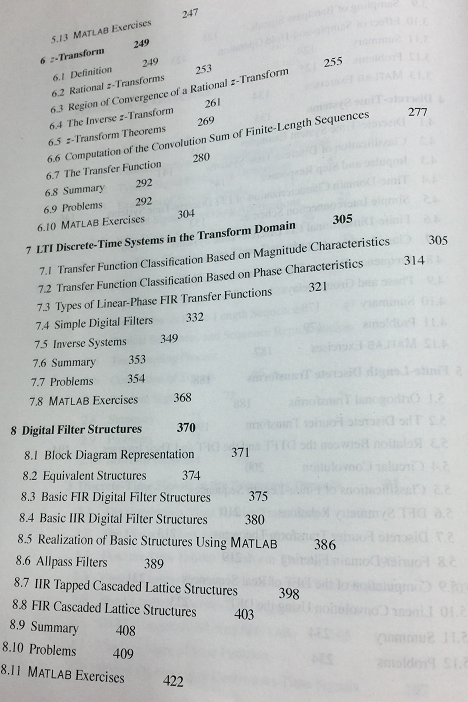 5.13 MATLAB Exercises 247
6 z-Transform 249
6.1 Definition 249
6.2 Rational z-Transforms 253
6.3 Region of Convergence of a Rational z-Transform 255
6.4 The Inverse z-Transform 261
6.5 z-Transform Theorems 269
6.6 Computation of the Convolution Sum of Finite-Length Sequences 277
6.7 The Transfer Function 280
6.8 Summary 292
6.9 Problems 292
6.10 MATLAB Exercises 304
7 LTI Discrete-Time Systems in the Transform Domain 305
7.1 Transfer Function Classification Based on Magnitude Characteristics 305
7.2 Transfer Function Classification Based on Phase Characteristics 314
7.3 Types of Linear-Phase FIR Transfer Functions 321
7.4 Simple Digital Filters 332
7.5 Inverse Systems 349
7.6 Summary 353
7.7 Problems 354
7.8 MATLAB Exercises 368
8 Digital Filter Structures 370
8.1 Block Diagram Representation 371
8.2 Equivalent Structures 374
8.3 Basic FIR Digital Filter Structures 375
8.4 Basic IIR Digital Filter Structures 380
8.5 Realization of Basic Structures Using MATLAB 386
8.6 Allpass Filters 389
8.7 IIR Tapped Cascaded Lattice Structures 398
8.8 FIR Cascaded Lattice Structures 403
8.9 Summary 408
8.10 Problems 409
8.11 MATLAB Exercises 422